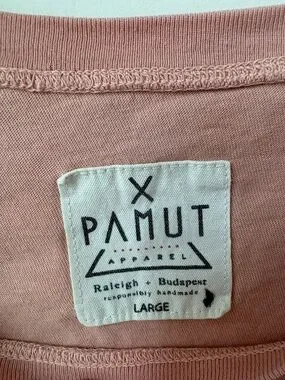 X
PAMUT
APPAREL
Raleigh + Budapest
responsibly handmade
LARGE